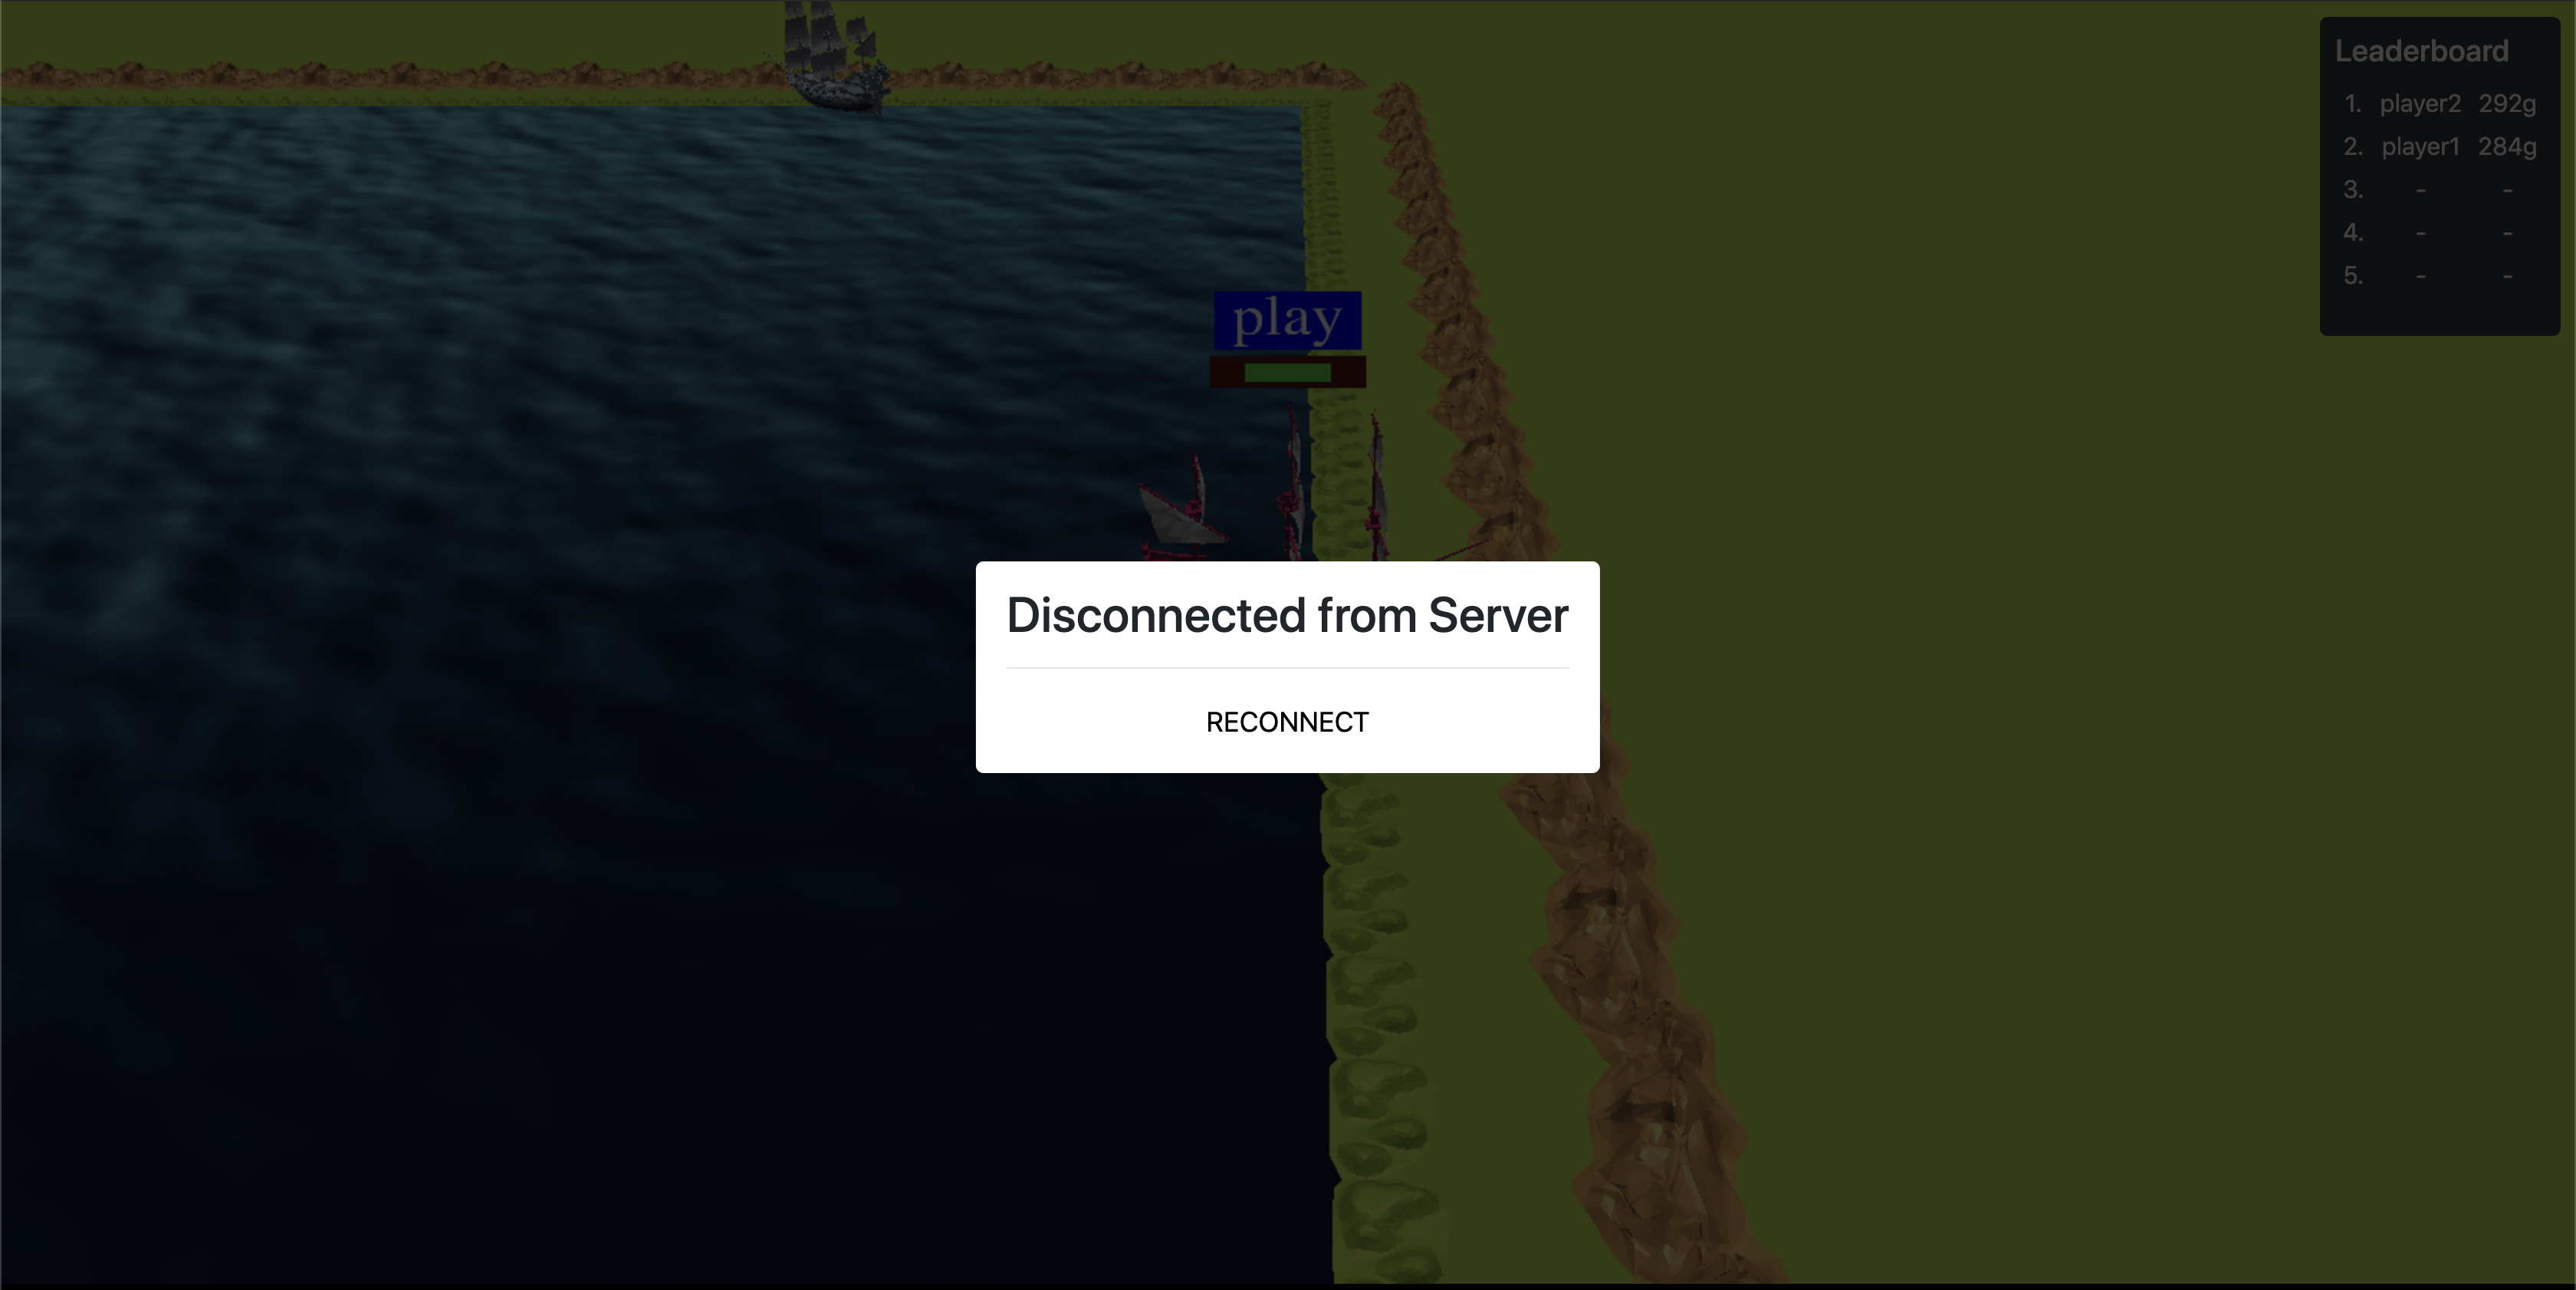 Leaderboard
1. player2 292g
2. player1 284g
3. - -
4. - -
5. - -
play
Disconnected from Server
RECONNECT